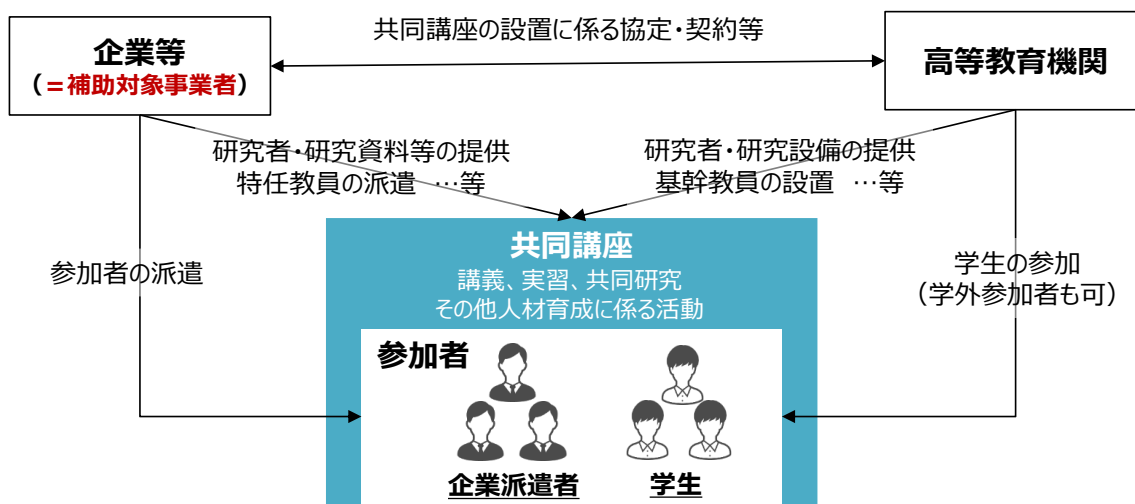 共同講座の設置に係る協定・契約等
企業等
(=補助対象事業者)
高等教育機関
研究者・研究資料等の提供
特任教員の派遣 …等
研究者・研究設備の提供
基幹教員の設置 …等
参加者の派遣
共同講座
講義、実習、共同研究
その他人材育成に係る活動
学生の参加
(学外参加者も可)
参加者
企業派遣者
学生